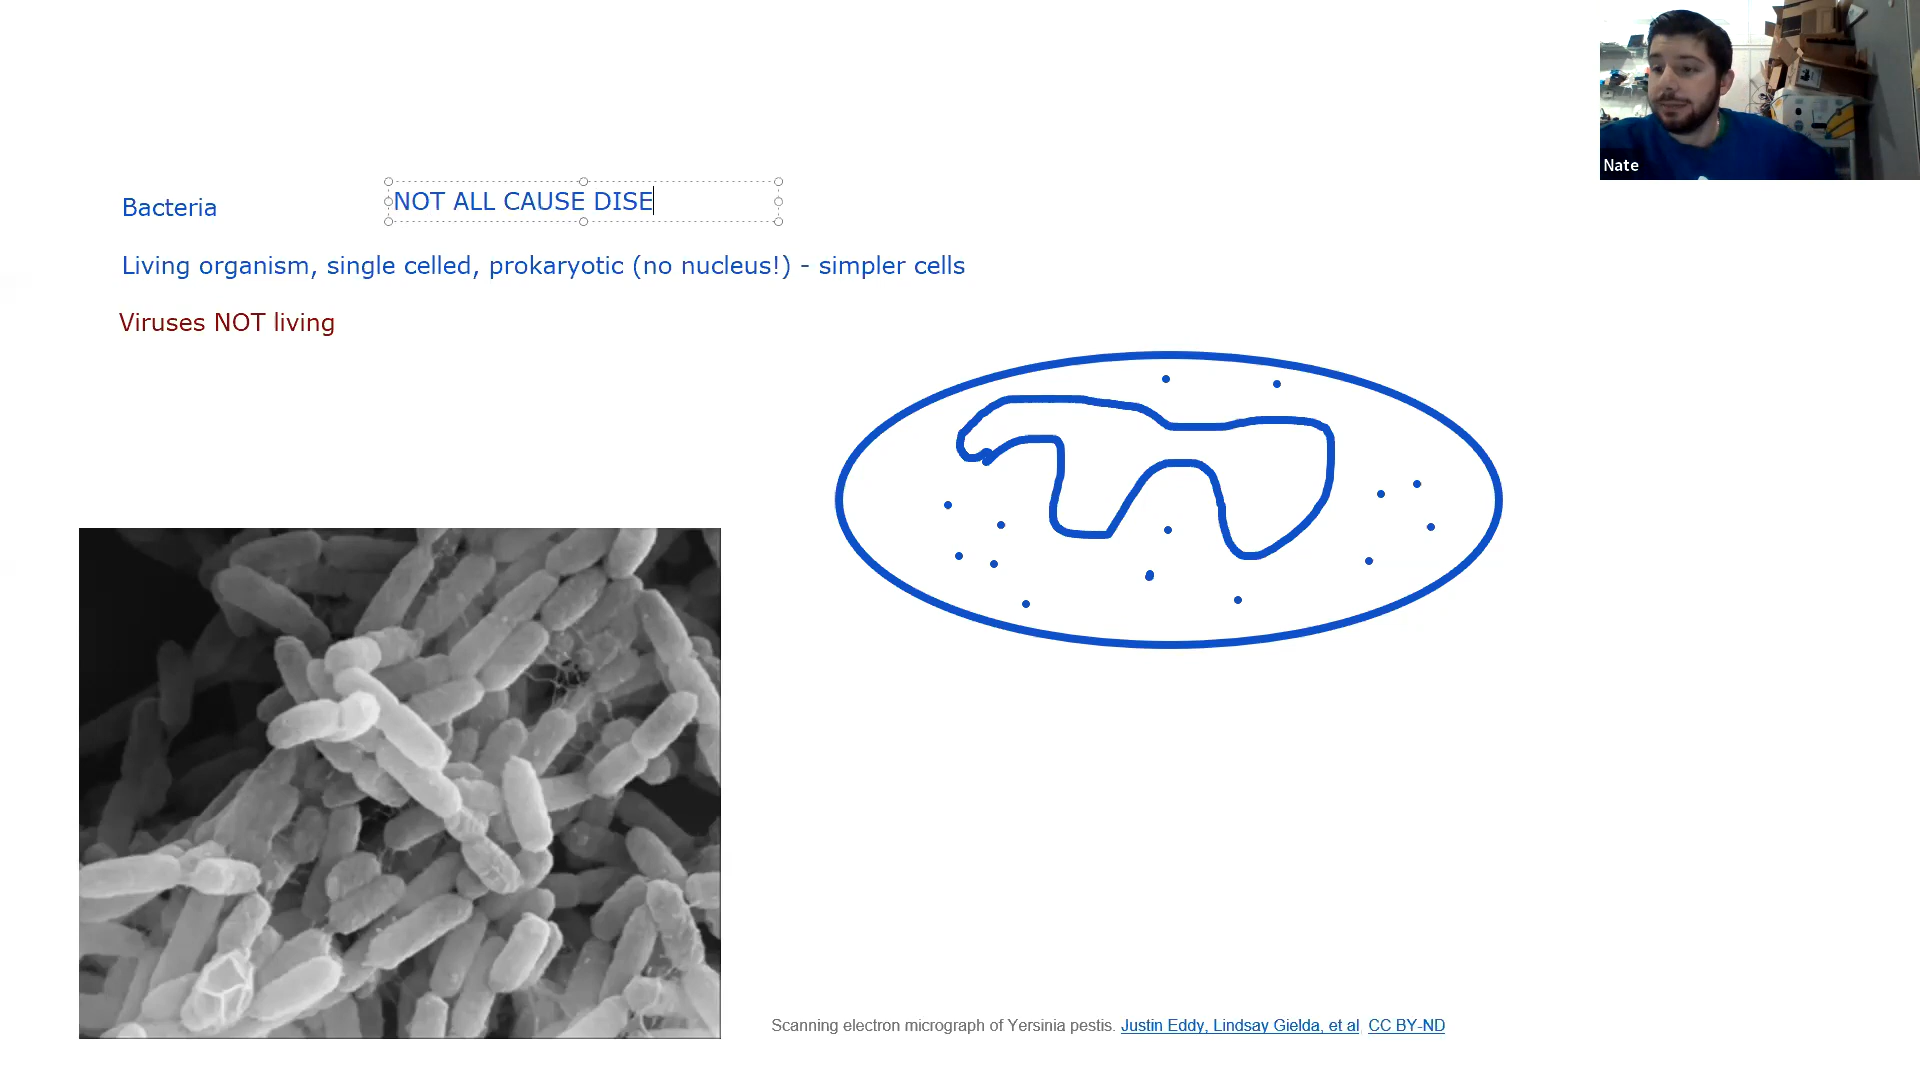 Nate
NOT ALL CAUSE DISE
Bacteria
Living organism, single celled, prokaryotic (no nucleus!) - simpler cells
Viruses NOT living
Scanning electron micrograph of Yersinia pestis. Justin Eddy, Lindsay Gielda, et al CC BY-ND